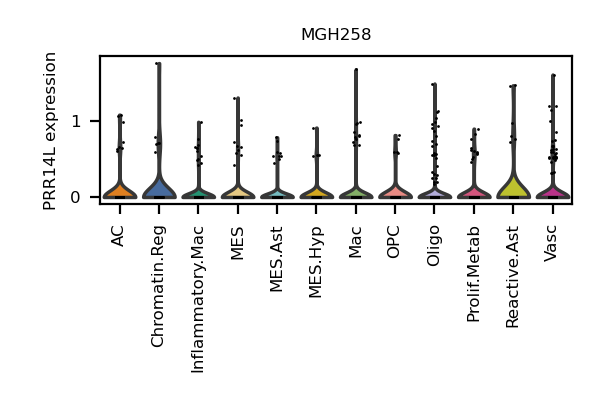 MGH258
PRR14L expression
1
0
AC
Chromatin.Reg
Inflammatory.Mac
MES
MES.Ast
MES.Hyp
Mac
OPC
Oligo
Prolif.Metab
Reactive.Ast
Vasc